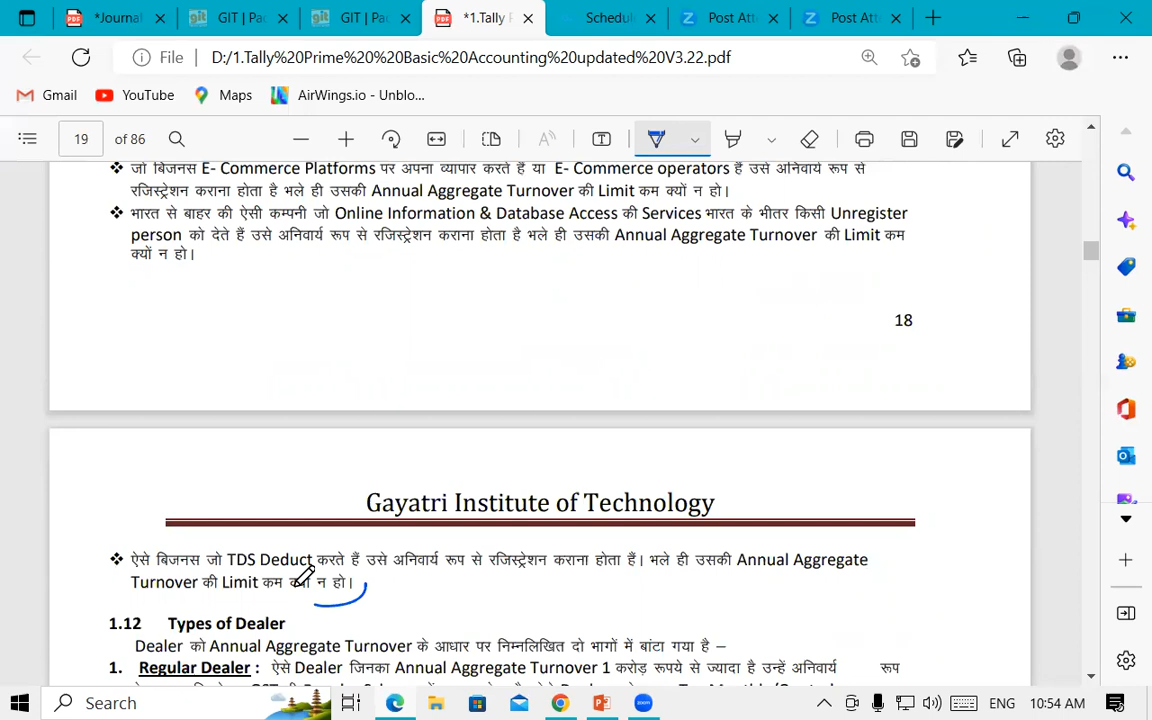 *Journal
GIT | Pac
GIT | Pac
*1.Tally P
Schedule
Post Atte
Post Atte
File
D:/1.Tally%20Prime%20%20Basic%20Accounting%20updated%20V3.22.pdf
Gmail
YouTube
Maps
AirWings.io - Unblo...
19 of 86
❖ जो बिजनस E- Commerce Platforms पर अपना व्यापार करते हैं या E- Commerce operators हैं उसे अनिवार्य रूप से
रजिस्ट्रेशन कराना होता है भले ही उसकी Annual Aggregate Turnover की Limit कम क्यों न हो।
❖ भारत से बाहर की ऐसी कम्पनी जो Online Information & Database Access की Services भारत के भीतर किसी Unregister
person को देते हैं उसे अनिवार्य रूप से रजिस्ट्रेशन कराना होता है भले ही उसकी Annual Aggregate Turnover की Limit कम
क्यों न हो।
18
Gayatri Institute of Technology
❖ ऐसे बिजनस जो TDS Deduct करते हैं उसे अनिवार्य रूप से रजिस्ट्रेशन कराना होता हैं। भले ही उसकी Annual Aggregate
Turnover की Limit कम क्यों न हो।
1.12 Types of Dealer
Dealer को Annual Aggregate Turnover के आधार पर निम्नलिखित दो भागों में बांटा गया है –
1. Regular Dealer : ऐसे Dealer जिनका Annual Aggregate Turnover 1 करोड़ रूपये से ज्यादा है उन्हें अनिवार्य रूप
Search
ENG
10:54 AM